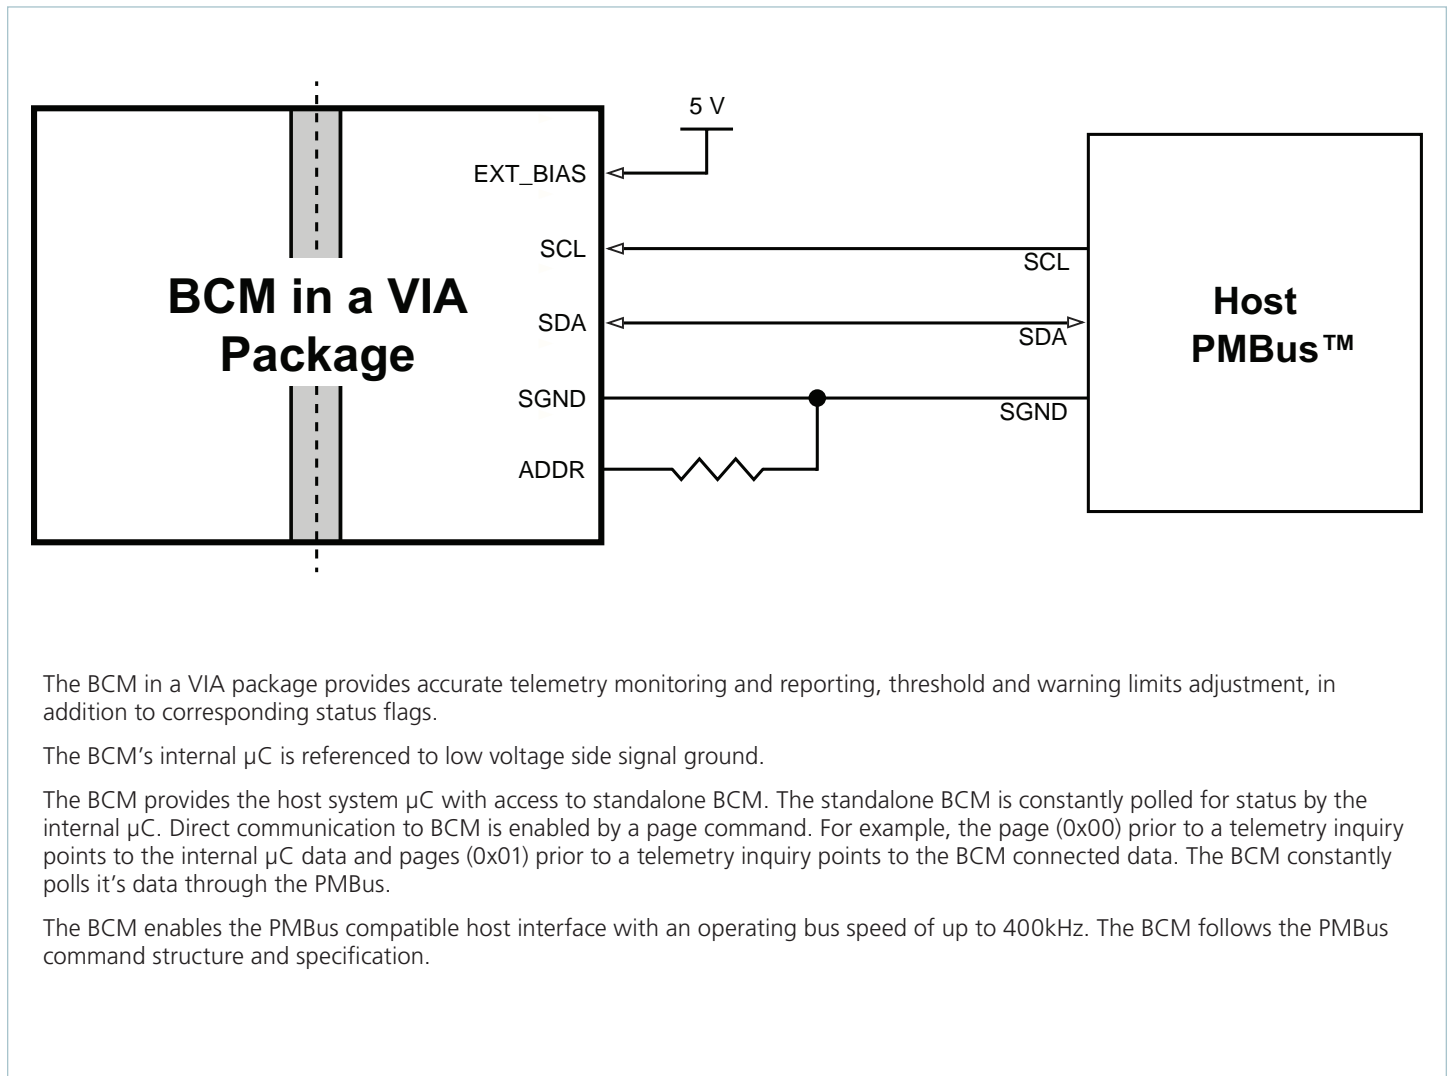 5 V
EXT_BIAS
SCL
SCL
BCM in a VIA
Package
Host
PMBus™
SDA
SDA
SGND
SGND
ADDR
The BCM in a VIA package provides accurate telemetry monitoring and reporting, threshold and warning limits adjustment, in
addition to corresponding status flags.
The BCM's internal µC is referenced to low voltage side signal ground.
The BCM provides the host system µC with access to standalone BCM. The standalone BCM is constantly polled for status by the
internal µC. Direct communication to BCM is enabled by a page command. For example, the page (0x00) prior to a telemetry inquiry
points to the internal µC data and pages (0x01) prior to a telemetry inquiry points to the BCM connected data. The BCM constantly
polls it's data through the PMBus.
The BCM enables the PMBus compatible host interface with an operating bus speed of up to 400kHz. The BCM follows the PMBus
command structure and specification.